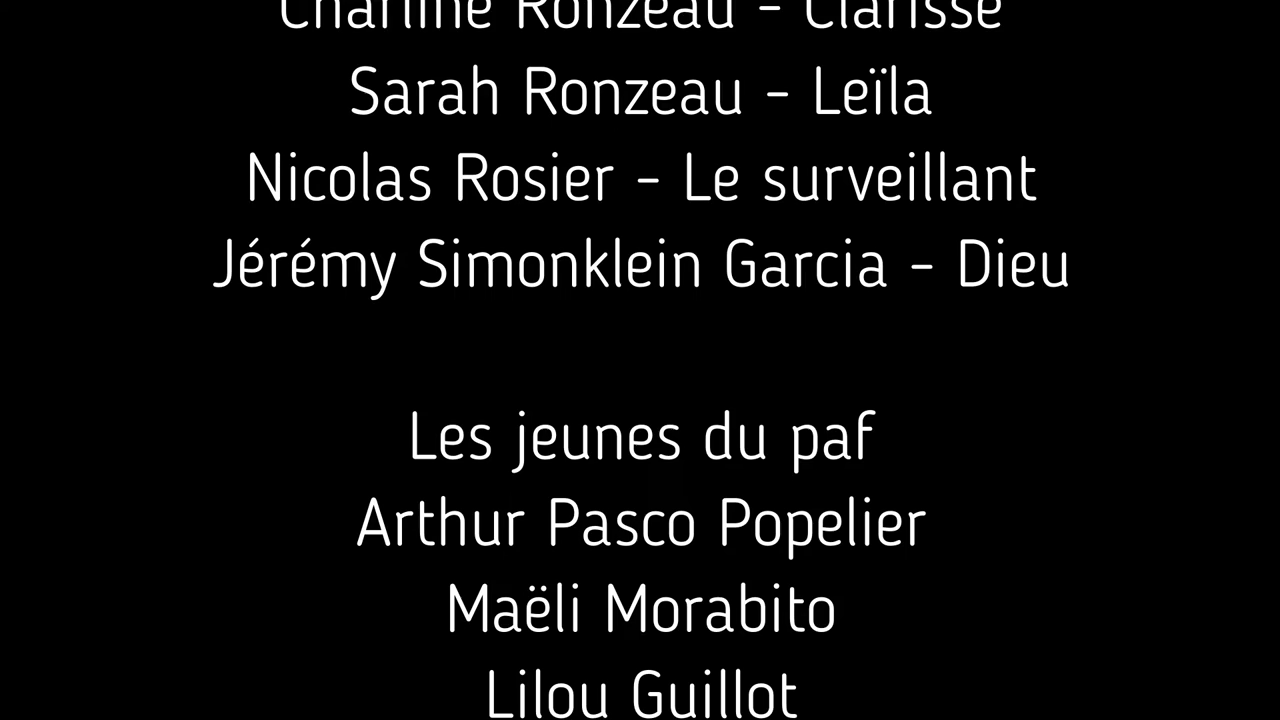 Charline Ronzeau - Clarisse
Sarah Ronzeau - Leïla
Nicolas Rosier - Le surveillant
Jérémy Simonklein Garcia - Dieu
Les jeunes du paf
Arthur Pasco Popelier
Maëli Morabito
Lilou Guillot